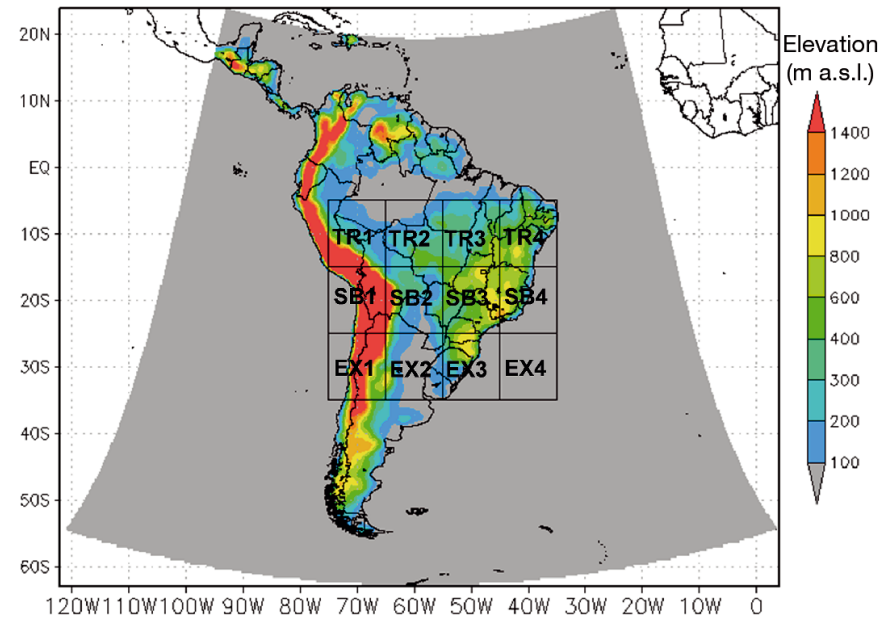 20N
10N
EQ
10S
20S
30S
40S
50S
60S
120W 110W 100W 90W 80W 70W 60W 50W 40W 30W 20W 10W 0
TR1 TR2 TR3 TR4
SB1 SB2 SB3 SB4
EX1 EX2 EX3 EX4
Elevation
(m a.s.l.)
1400
1200
1000
800
600
400
300
200
100